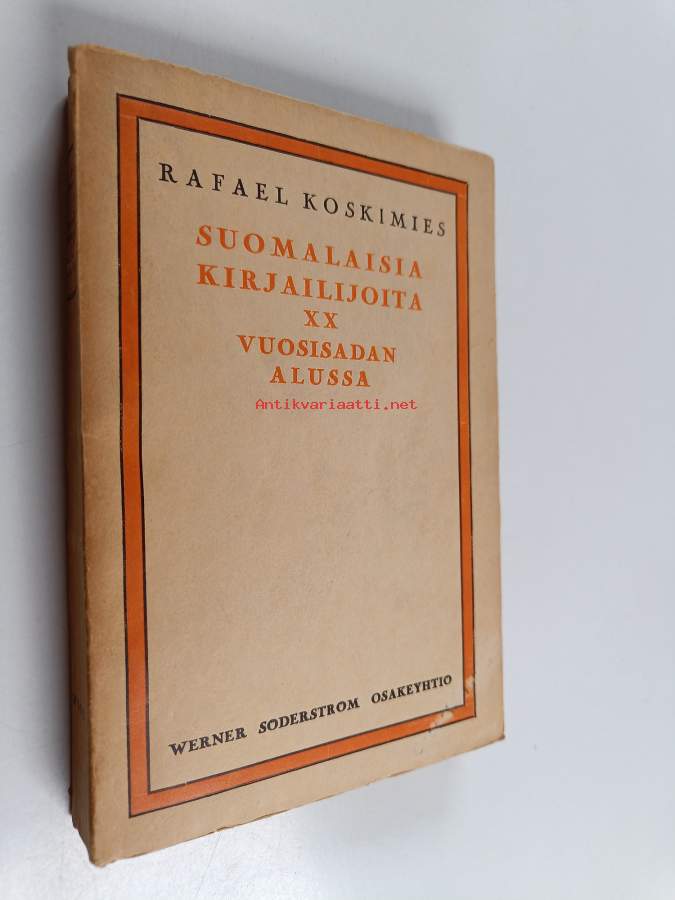 RAFAEL KOSKIMIES
SUOMALAISIA
KIRJAILIJOITA
XX
VUOSISADAN
ALUSSA
Antikvariaatti.net
WERNER SÖDERSTRÖM OSAKEYHTIÖ